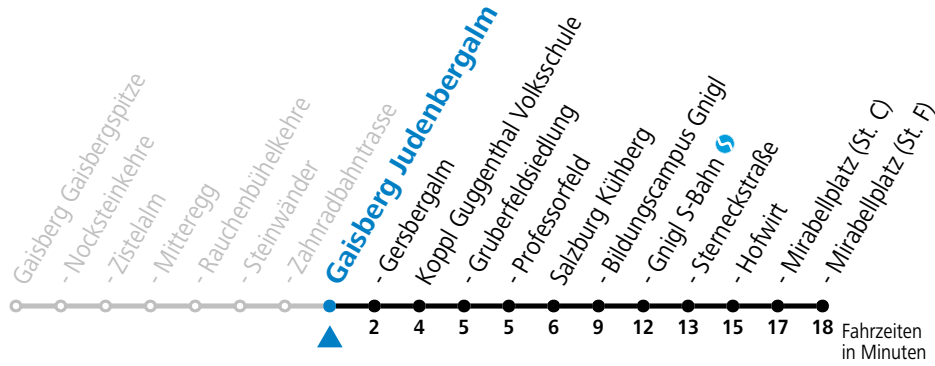 Gaisberg Gaisbergspitze
- Nocksteinkehre
- Zistelalm
- Mitteregg
- Rauchenbühelkehre
- Steinwänder
- Zahnradbahntrasse
Gaisberg Judenbergalm
- Gersbergalm
Koppl Guggenthal Volksschule
- Gruberfeldsiedlung
- Professorfeld
Salzburg Kühberg
- Bildungscampus Gnigl
- Gnigl S-Bahn
- Sterneckstraße
- Hofwirt
- Mirabellplatz (St. C)
- Mirabellplatz (St. F)
2 4 5 5 6 9 12 13 15 17 18
Fahrzeiten
in Minuten